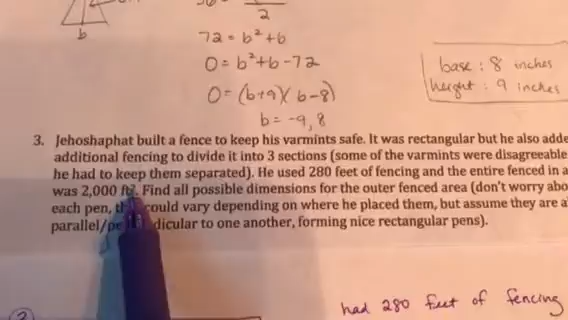 2
b
72 = b² + b
0 = b² + b - 72
0 = (b+9)(b-8)
b = -9, 8
base : 8 inches
height : 9 inches
3. Jehoshaphat built a fence to keep his varmints safe. It was rectangular but he also adde
additional fencing to divide it into 3 sections (some of the varmints were disagreeable
he had to keep them separated). He used 280 feet of fencing and the entire fenced in a
was 2,000 ft². Find all possible dimensions for the outer fenced area (don't worry abo
each pen, could vary depending on where he placed them, but assume they are a
parallel/pe dicular to one another, forming nice rectangular pens).
had 280 feet of fencing